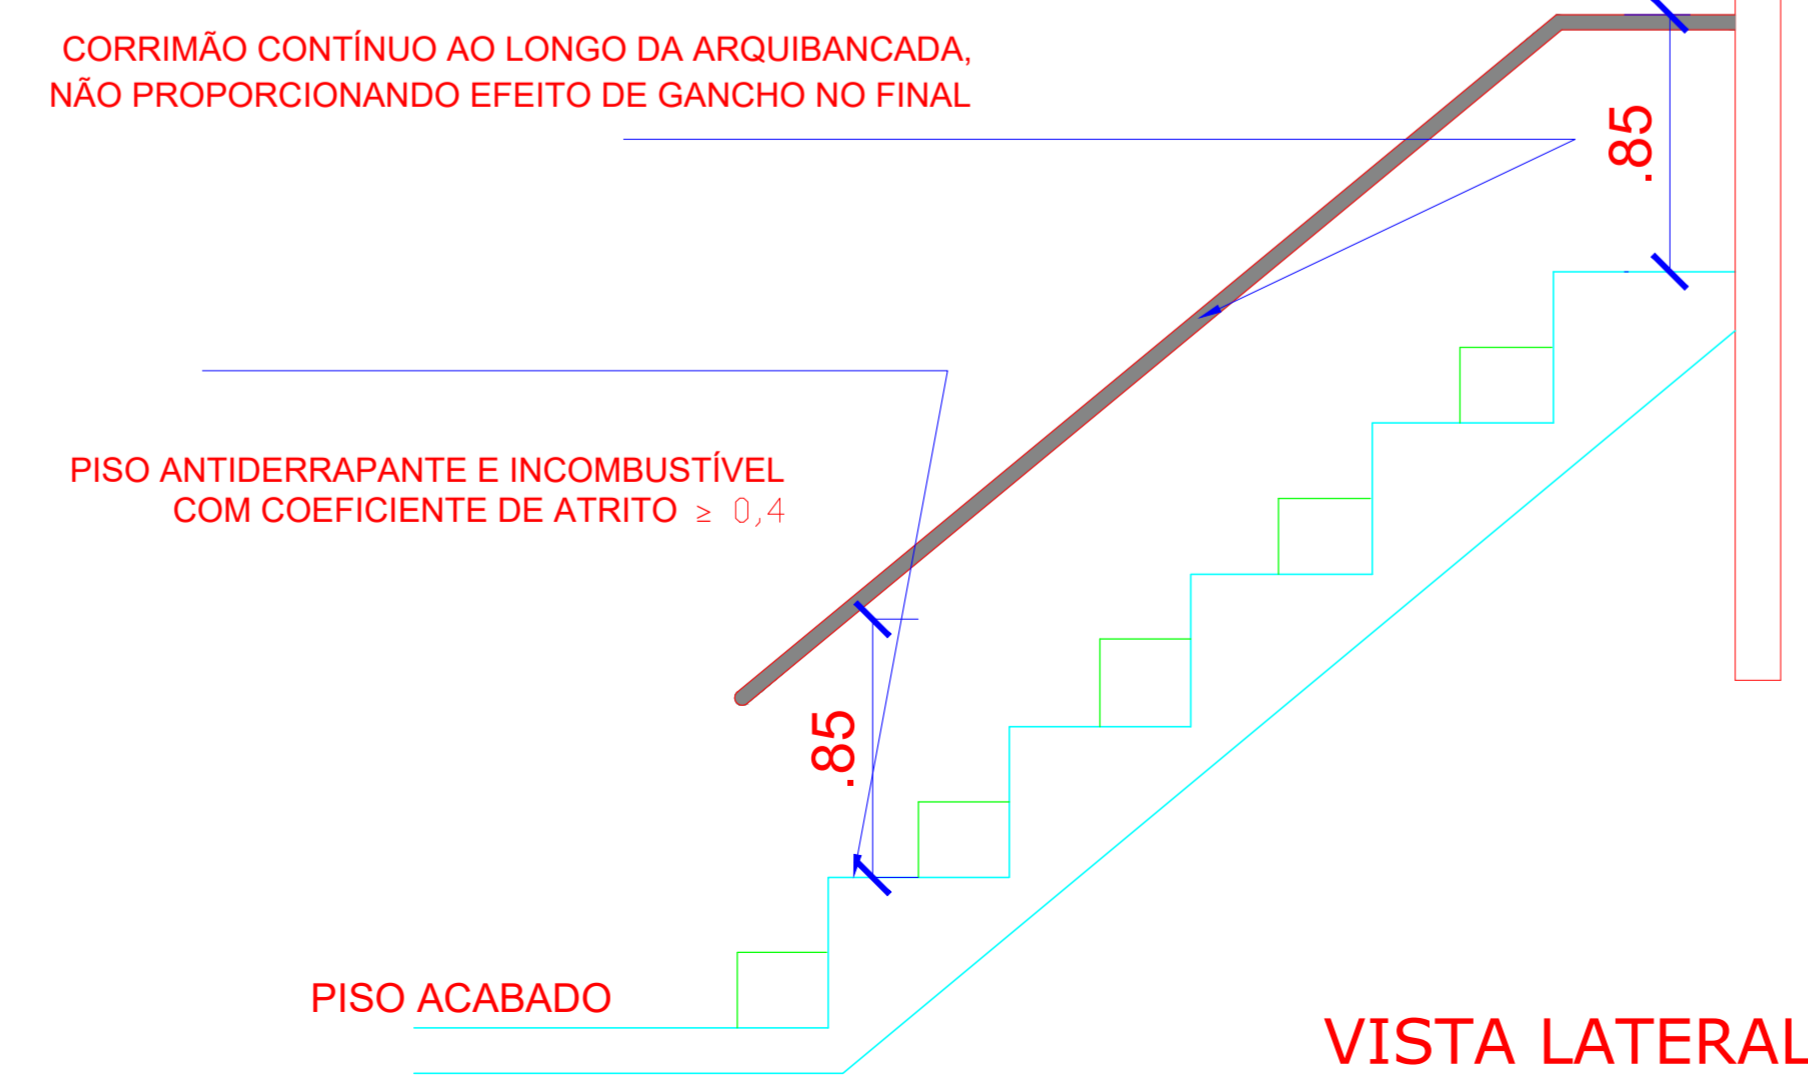 CORRIMÃO CONTÍNUO AO LONGO DA ARQUIBANCADA,
NÃO PROPORCIONANDO EFEITO DE GANCHO NO FINAL
.85
PISO ANTIDERRAPANTE E INCOMBUSTÍVEL
COM COEFICIENTE DE ATRITO ≥ 0,4
.85
PISO ACABADO
VISTA LATERAL